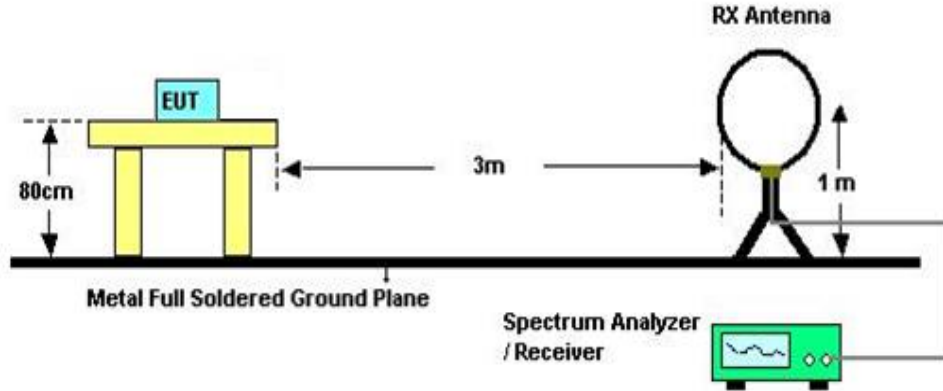 RX Antenna
EUT
80cm
3m
1 m
Metal Full Soldered Ground Plane
Spectrum Analyzer
/ Receiver